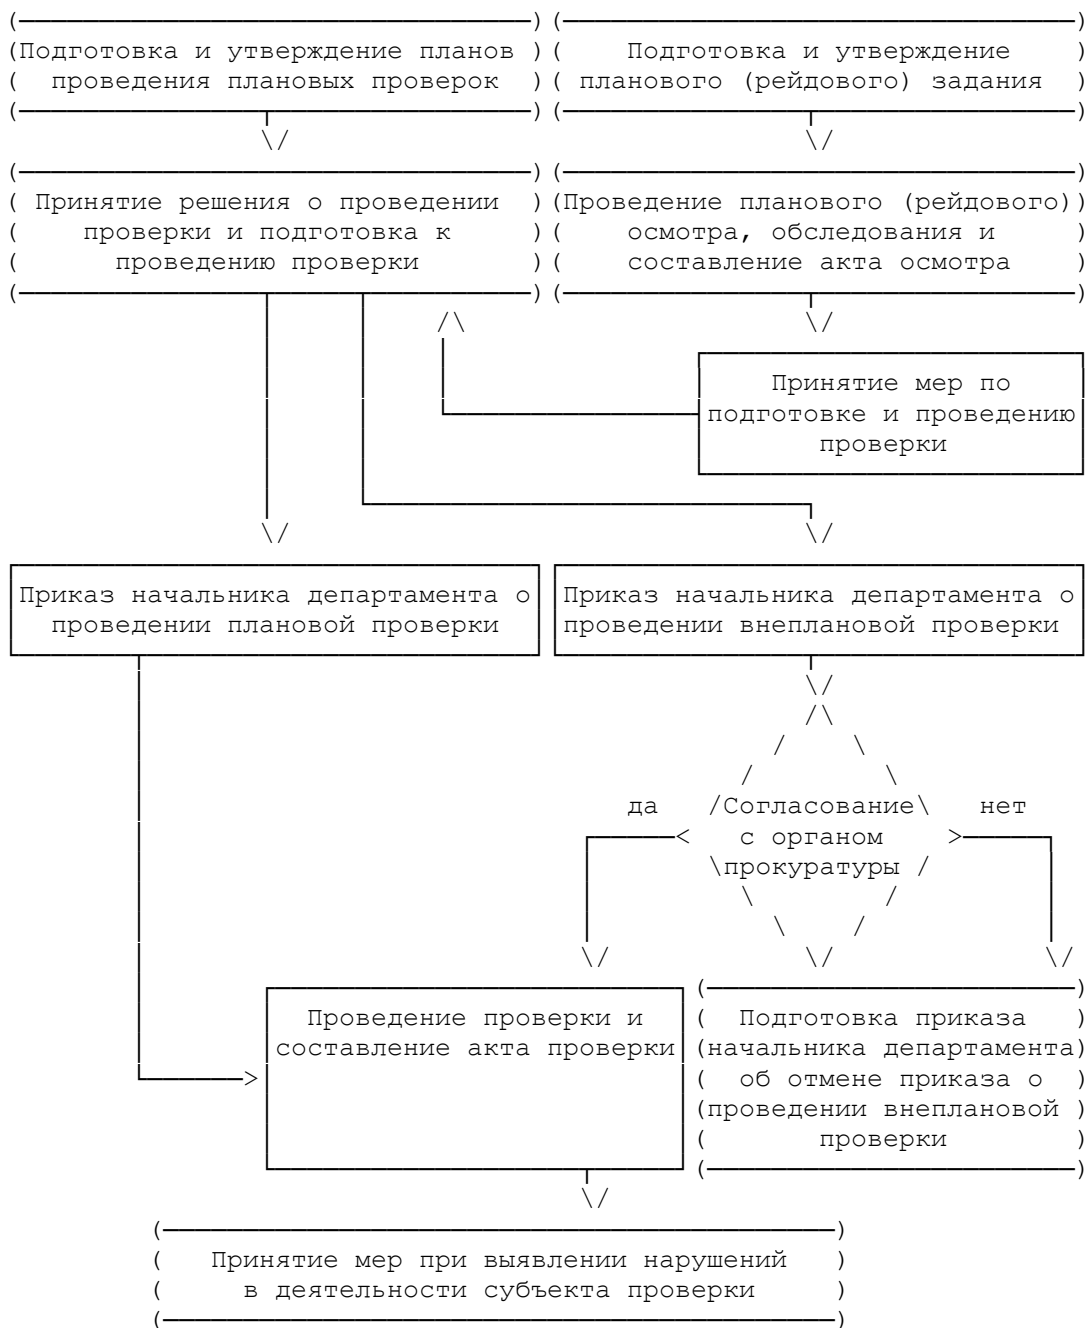 Подготовка и утверждение планов
проведения плановых проверок
Подготовка и утверждение
планового (рейдового) задания
Принятие решения о проведении
проверки и подготовка к
проведению проверки
Проведение планового (рейдового)
осмотра, обследования и
составление акта осмотра
Принятие мер по
подготовке и проведению
проверки
Приказ начальника департамента о
проведении плановой проверки
Приказ начальника департамента о
проведении внеплановой проверки
да
Согласование
с органом
прокуратуры
нет
Проведение проверки и
составление акта проверки
Подготовка приказа
начальника департамента
об отмене приказа о
проведении внеплановой
проверки
Принятие мер при выявлении нарушений
в деятельности субъекта проверки